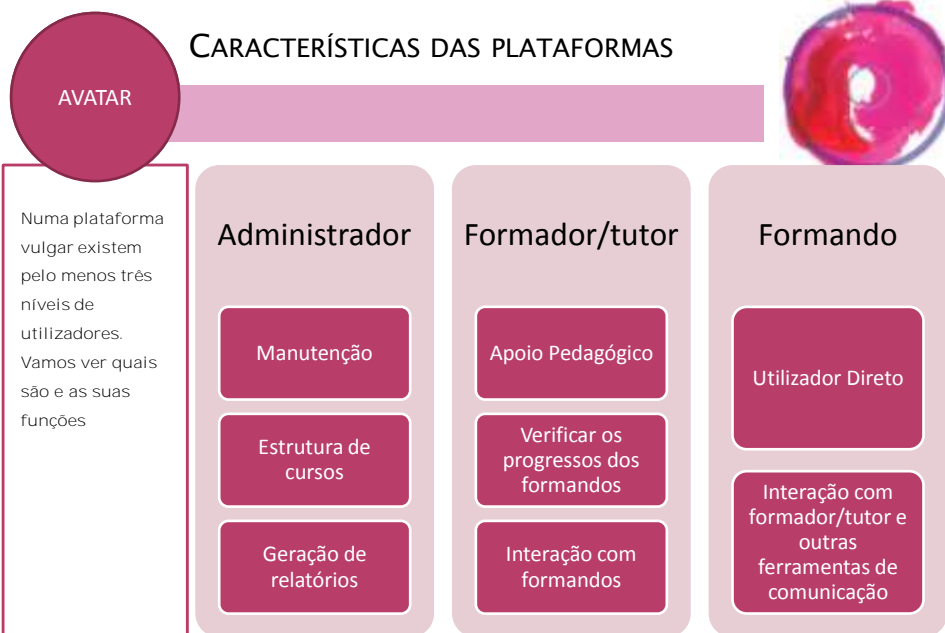 CARACTERÍSTICAS DAS PLATAFORMAS
AVATAR
Numa plataforma
vulgar existem
pelo menos três
níveis de
utilizadores.
Vamos ver quais
são e as suas
funções
Administrador
Manutenção
Estrutura de
cursos
Geração de
relatórios
Formador/tutor
Apoio Pedagógico
Verificar os
progressos dos
formandos
Interação com
formandos
Formando
Utilizador Direto
Interação com
formador/tutor e
outras
ferramentas de
comunicação